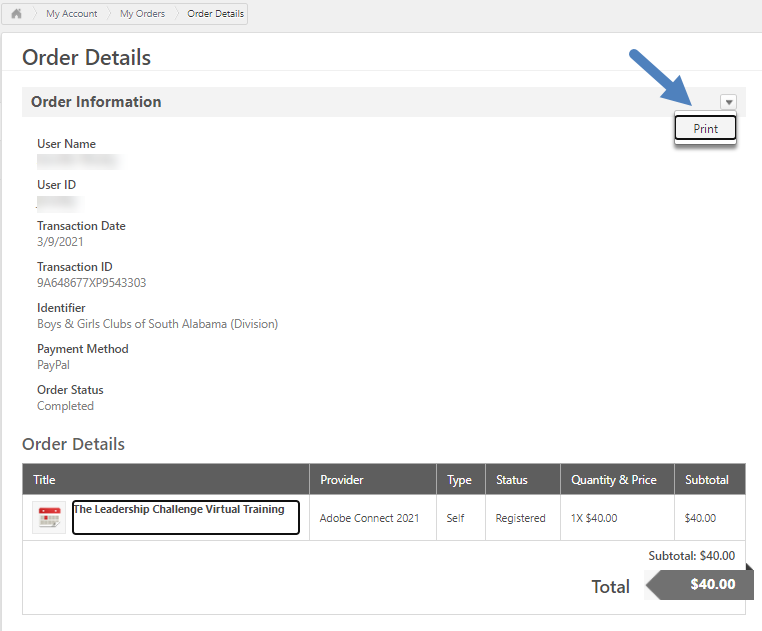 My Account My Orders Order Details
Order Details
Order Information
Print
User Name
User ID
Transaction Date
3/9/2021
Transaction ID
9A648677XP9543303
Identifier
Boys & Girls Clubs of South Alabama (Division)
Payment Method
PayPal
Order Status
Completed
Order Details
Title Provider Type Status Quantity & Price Subtotal
The Leadership Challenge Virtual Training
Adobe Connect 2021 Self Registered 1X $40.00 $40.00
Subtotal: $40.00
Total $40.00